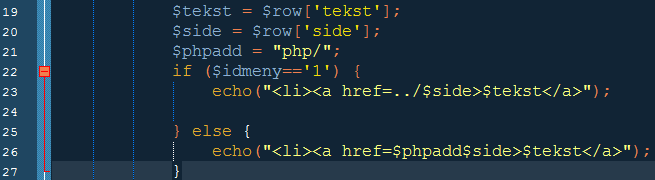 19 $tekst = $row['tekst'];
20 $side = $row['side'];
21 $phpadd = "php/";
22 if ($idmeny=='1') {
23 echo("<li><a href=../$side>$tekst</a>");
24
25 } else {
26 echo("<li><a href=$phpadd$side>$tekst</a>");
27 }